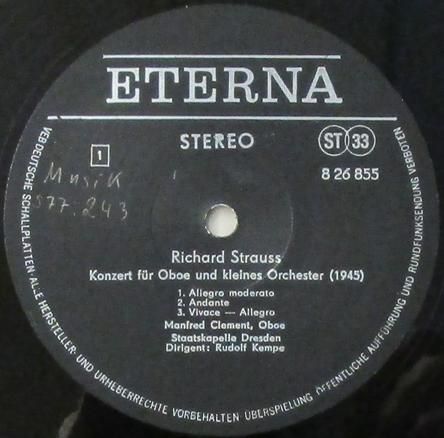 ETERNA
STEREO
ST 33
1
8 26 855
Musik
577.243
Richard Strauss
Konzert für Oboe und kleines Orchester (1945)
1. Allegro moderato
2. Andante
3. Vivace — Allegro
Manfred Clement, Oboe
Staatskapelle Dresden
Dirigent: Rudolf Kempe
VEB DEUTSCHE SCHALLPLATTEN · ALLE HERSTELLER- UND URHEBERRECHTE VORBEHALTEN · ÜBERSPIELUNG · ÖFFENTLICHE AUFFÜHRUNG UND RUNDFUNKSENDUNG VERBOTEN